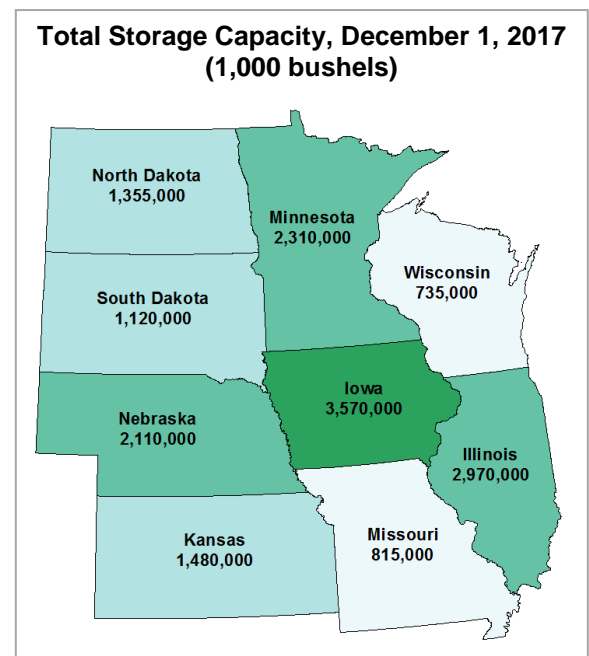 Total Storage Capacity, December 1, 2017
(1,000 bushels)
North Dakota
1,355,000
Minnesota
2,310,000
Wisconsin
735,000
South Dakota
1,120,000
Iowa
3,570,000
Nebraska
2,110,000
Illinois
2,970,000
Kansas
1,480,000
Missouri
815,000